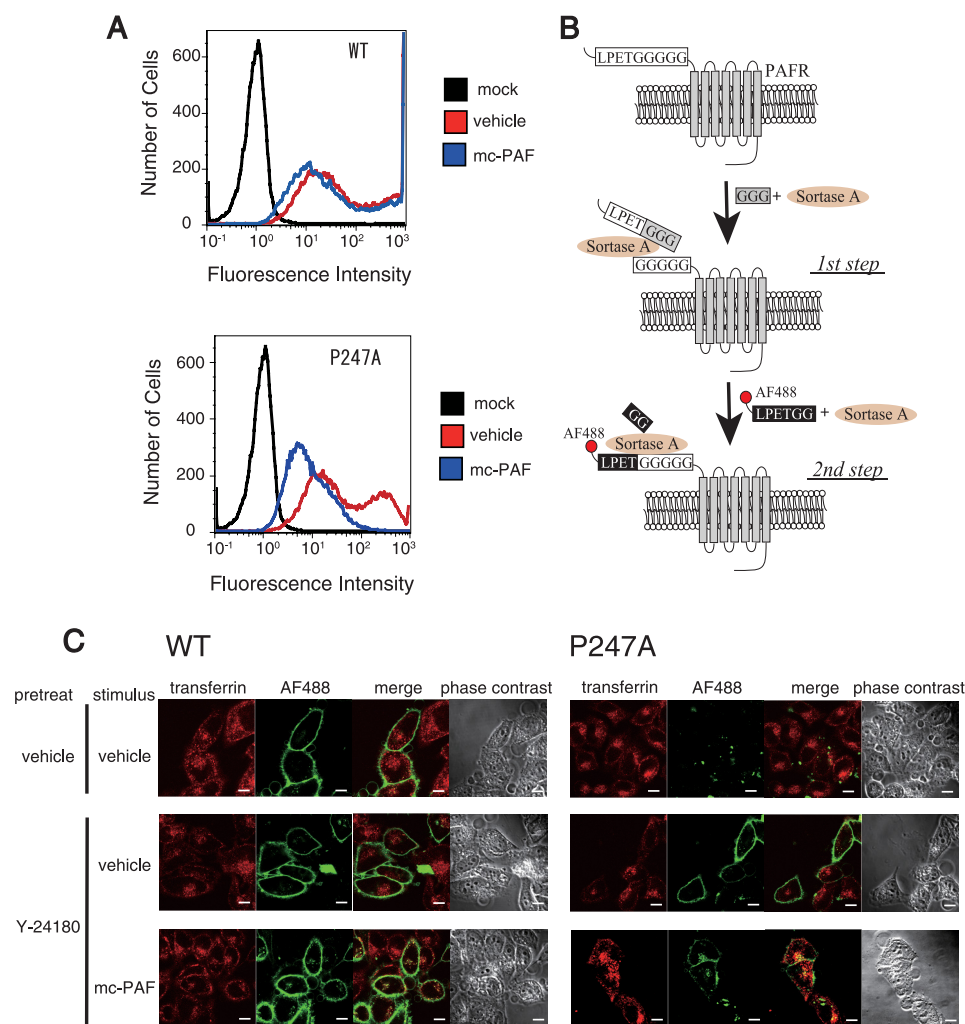 A
WT
Number of Cells
600
400
200
0
10-1 100 101 102 103
Fluorescence Intensity
mock
vehicle
mc-PAF
P247A
Number of Cells
600
400
200
0
10-1 100 101 102 103
Fluorescence Intensity
mock
vehicle
mc-PAF
B
LPETGGGGG
PAFR
GGG + Sortase A
LPETGGG
Sortase A
GGGGG
1st step
AF488
LPETGG + Sortase A
GG
AF488
Sortase A
LPETGGGGG
2nd step
C
WT
P247A
pretreat stimulus transferrin AF488 merge phase contrast transferrin AF488 merge phase contrast
vehicle vehicle
vehicle
Y-24180
mc-PAF